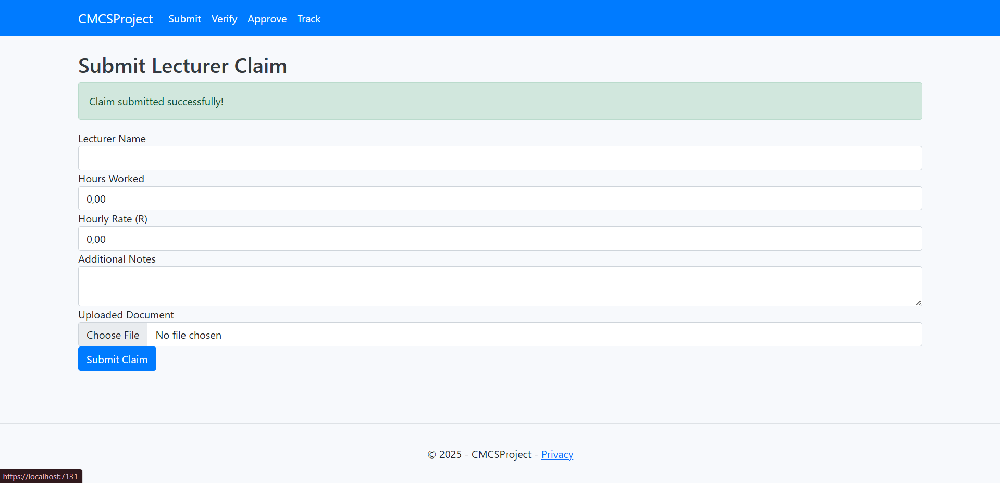 CMCSProject Submit Verify Approve Track
Submit Lecturer Claim
Claim submitted successfully!
Lecturer Name
Hours Worked
0,00
Hourly Rate (R)
0,00
Additional Notes
Uploaded Document
Choose File No file chosen
Submit Claim
© 2025 - CMCSProject - Privacy
https://localhost:7131